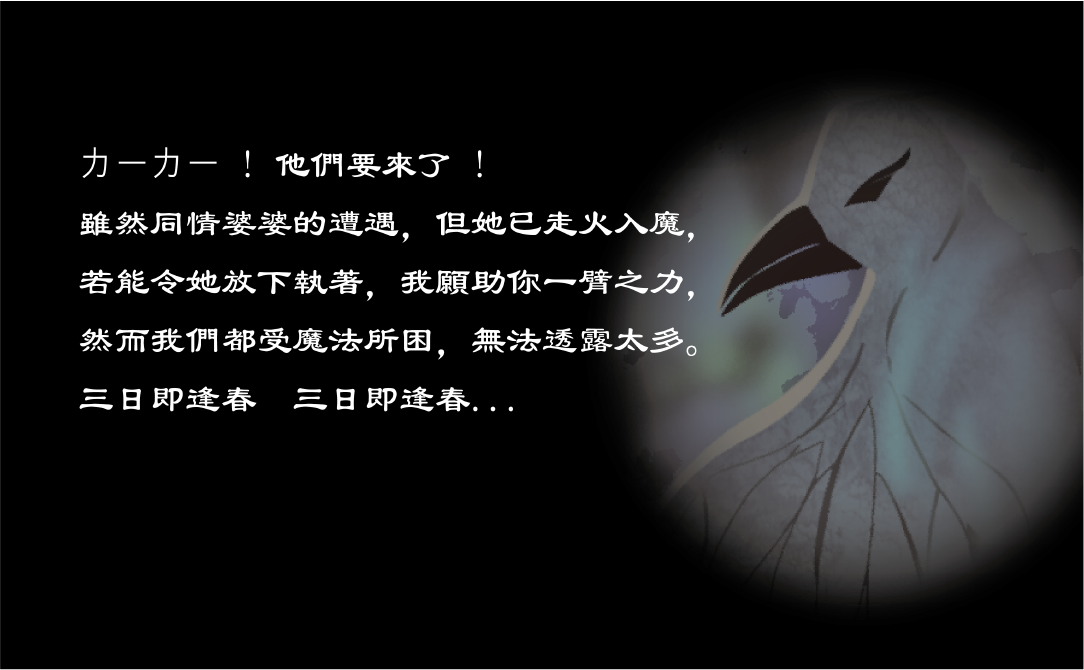 カーカー ！他們要來了 ！
雖然同情婆婆的遭遇，但她已走火入魔，
若能令她放下執著，我願助你一臂之力，
然而我們都受魔法所困，無法透露太多。
三日即逢春　三日即逢春...